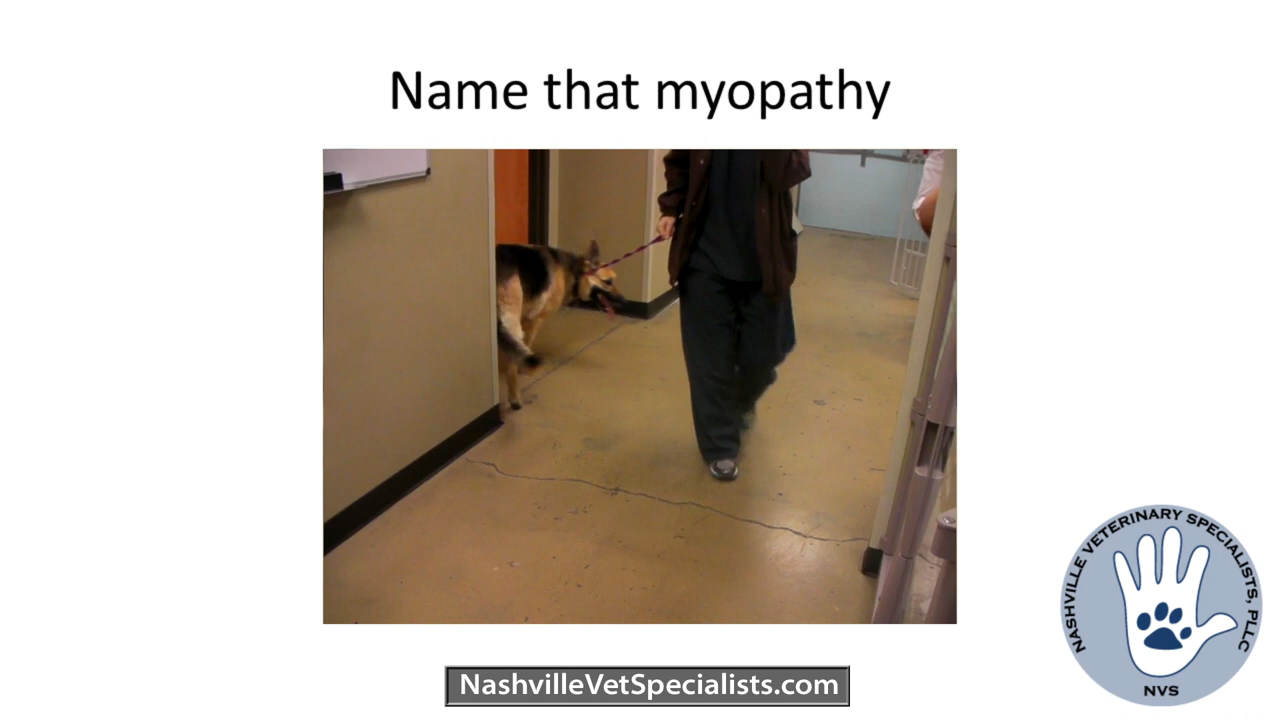 Name that myopathy
NASHVILLE VETERINARY SPECIALISTS, PLLC
NVS
NashvilleVetSpecialists.com